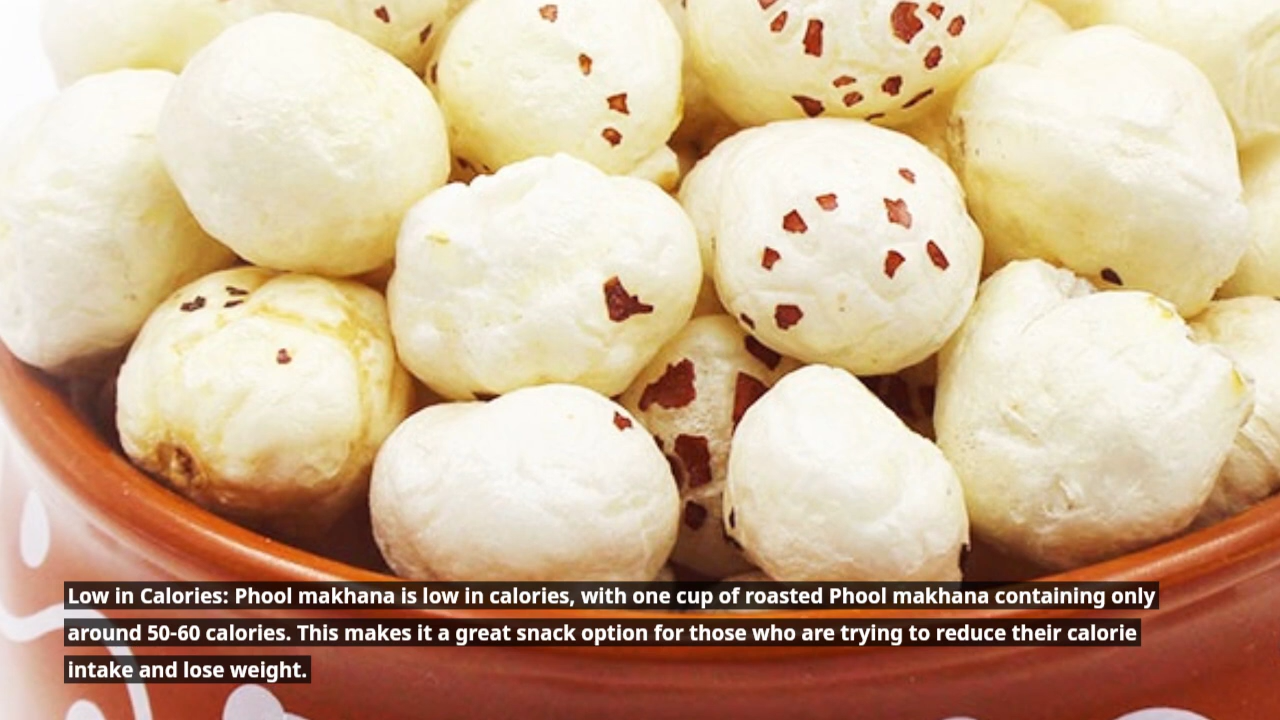 Low in Calories: Phool makhana is low in calories, with one cup of roasted Phool makhana containing only
around 50-60 calories. This makes it a great snack option for those who are trying to reduce their calorie
intake and lose weight.